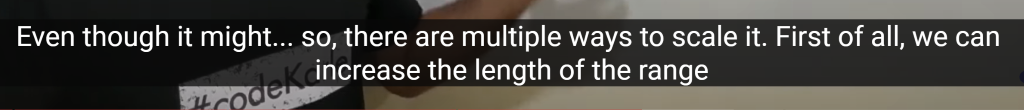 Even though it might... so, there are multiple ways to scale it. First of all, we can
increase the length of the range
#codeK